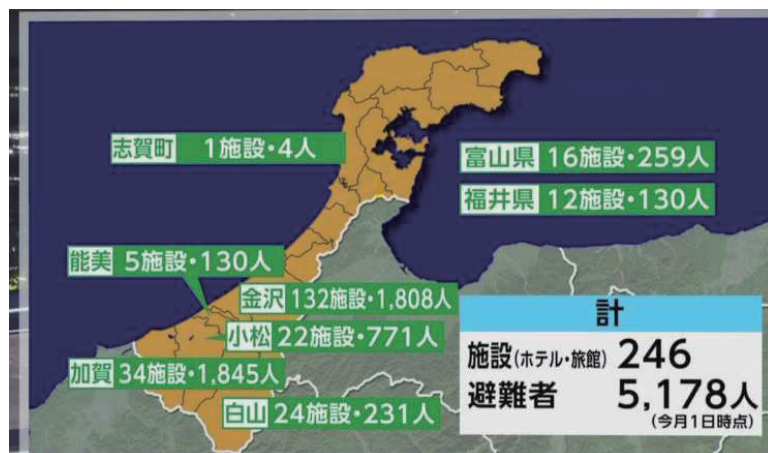 志賀町 1施設・4人
富山県 16施設・259人
福井県 12施設・130人
能美 5施設・130人
金沢 132施設・1,808人
小松 22施設・771人
加賀 34施設・1,845人
白山 24施設・231人
計
施設(ホテル・旅館) 246
避難者 5,178人
(今月1日時点)